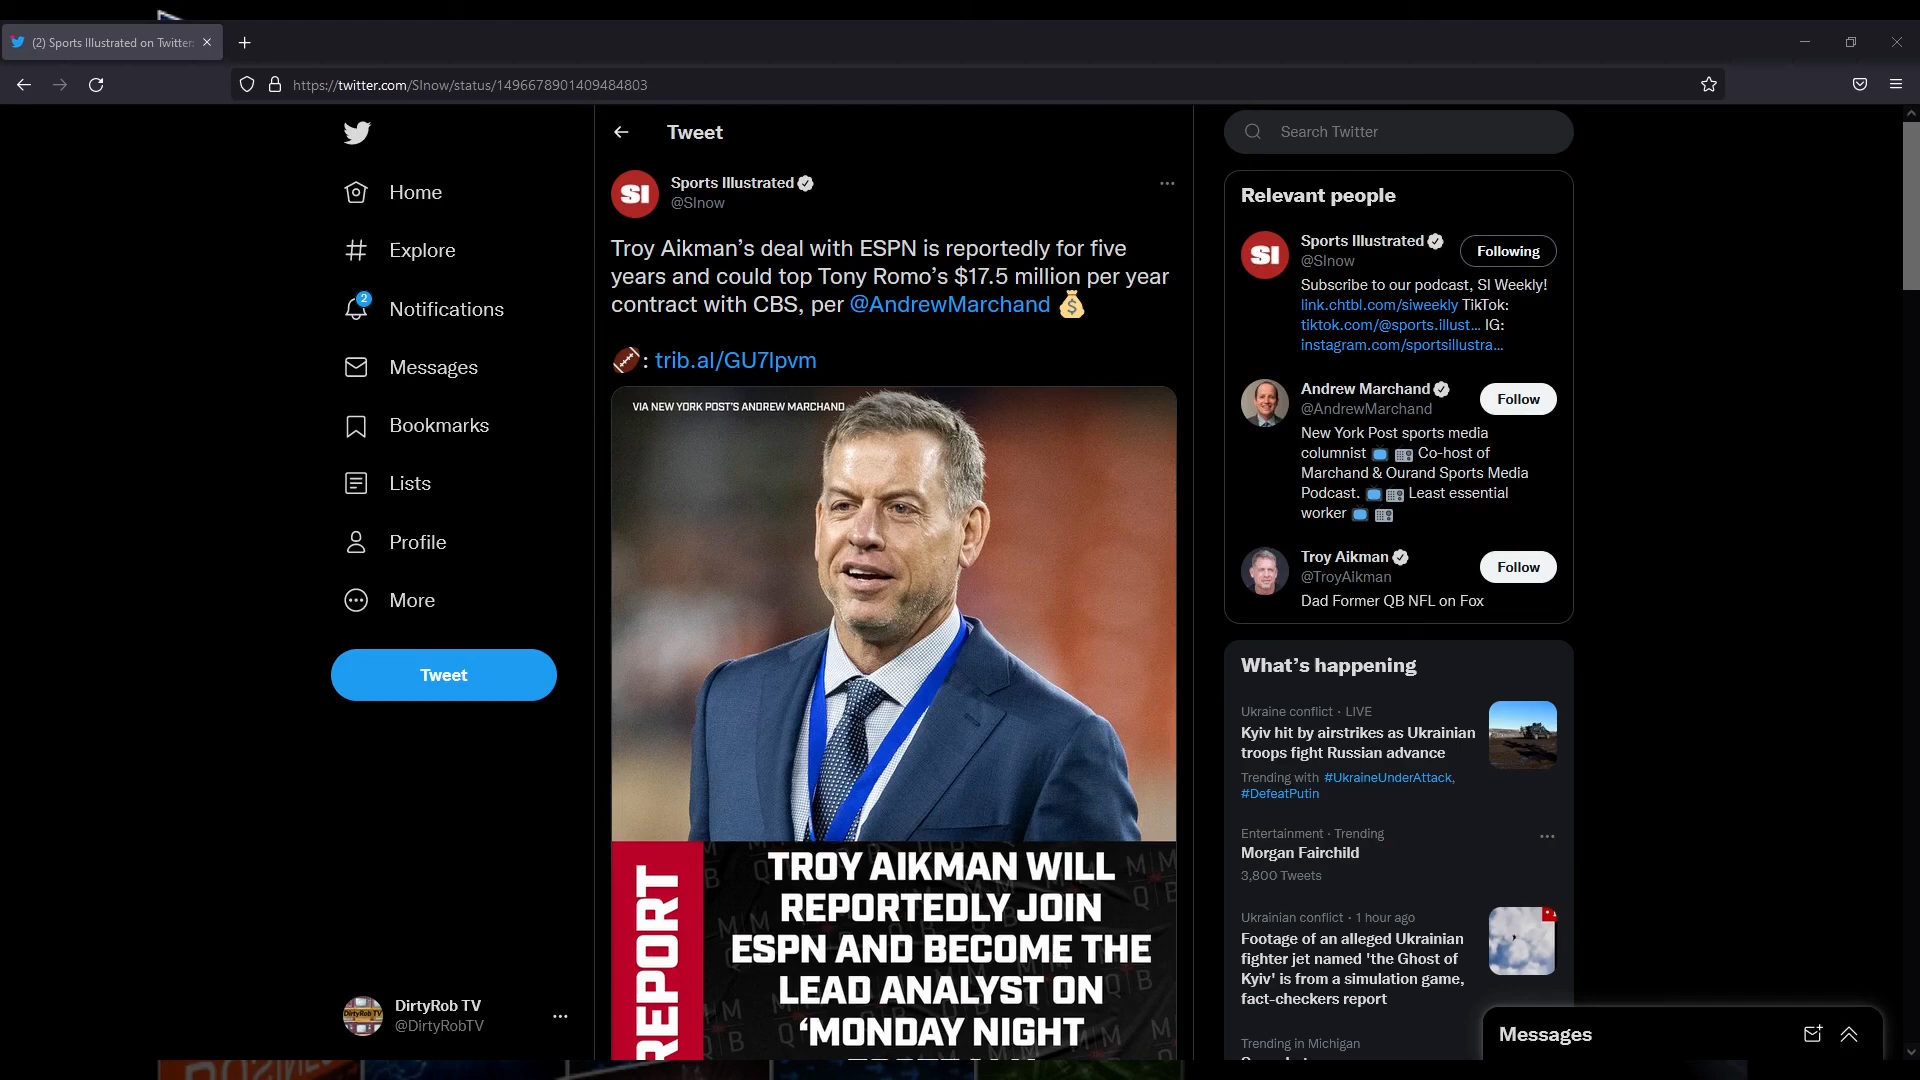 (2) Sports Illustrated on Twitter:
https://twitter.com/SInow/status/1496678901409484803
Home
Explore
2
Notifications
Messages
Bookmarks
Lists
Profile
More
Tweet
DirtyRob TV
DirtyRob TV
@DirtyRobTV
Tweet
SI
Sports Illustrated
@SInow
Troy Aikman’s deal with ESPN is reportedly for five
years and could top Tony Romo’s $17.5 million per year
contract with CBS, per @AndrewMarchand 💰
🏈: trib.al/GU7lpvm
VIA NEW YORK POST'S ANDREW MARCHAND
REPORT
TROY AIKMAN WILL
REPORTEDLY JOIN
ESPN AND BECOME THE
LEAD ANALYST ON
‘MONDAY NIGHT
Search Twitter
Relevant people
SI
Sports Illustrated
Following
@SInow
Subscribe to our podcast, SI Weekly!
link.chtbl.com/siweekly TikTok:
tiktok.com/@sports.illust... IG:
instagram.com/sportsillustra...
Andrew Marchand
Follow
@AndrewMarchand
New York Post sports media
columnist 📺 📻 Co-host of
Marchand & Ourand Sports Media
Podcast. 📺 📻 Least essential
worker 📺 📻
Troy Aikman
Follow
@TroyAikman
Dad Former QB NFL on Fox
What’s happening
Ukraine conflict · LIVE
Kyiv hit by airstrikes as Ukrainian
troops fight Russian advance
Trending with #UkraineUnderAttack,
#DefeatPutin
Entertainment · Trending
Morgan Fairchild
3,800 Tweets
Ukrainian conflict · 1 hour ago
Footage of an alleged Ukrainian
fighter jet named 'the Ghost of
Kyiv' is from a simulation game,
fact-checkers report
Trending in Michigan
Messages